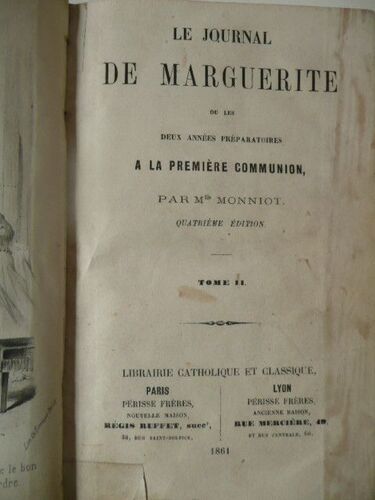 LE JOURNAL
DE MARGUERITE
OU LES
DEUX ANNÉES PRÉPARATOIRES
A LA PREMIÈRE COMMUNION,
PAR Mlle MONNIOT.
QUATRIÈME ÉDITION
TOME II.
LIBRAIRIE CATHOLIQUE ET CLASSIQUE,
PARIS
PÉRISSE FRÈRES,
NOUVELLE MAISON,
RÉGIS RUFFET, succr,
38, RUE SAINT-SULPICE,
LYON
PÉRISSE FRÈRES,
ANCIENNE MAISON,
RUE MERCIÈRE, 49,
ET RUE CENTRALE,
1861
e le bon
rdre.